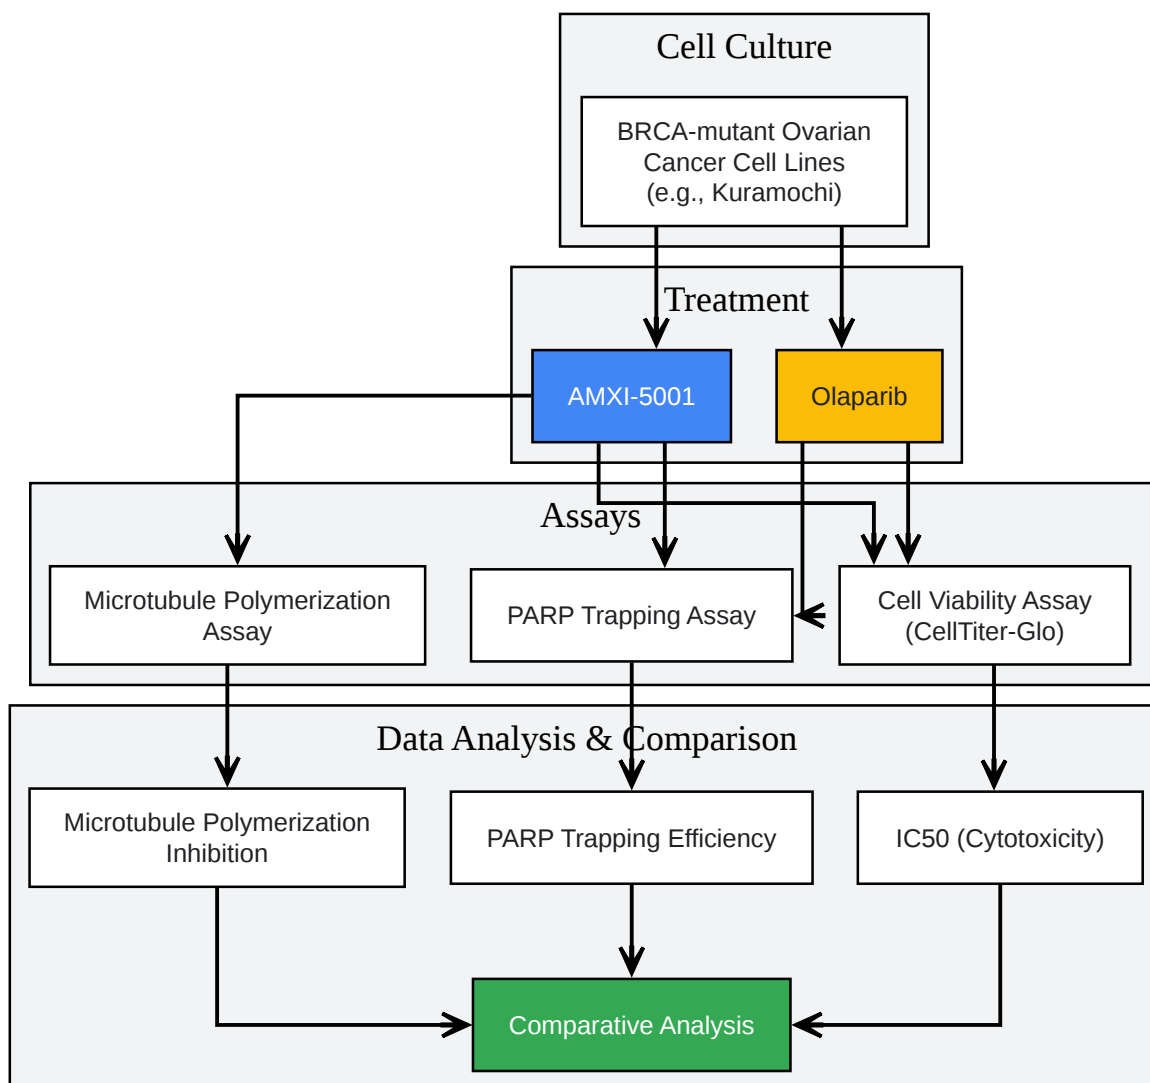 Cell Culture
BRCA-mutant Ovarian
Cancer Cell Lines
(e.g., Kuramochi)
Treatment
AMXI-5001
Olaparib
Assays
Microtubule Polymerization
Assay
PARP Trapping Assay
Cell Viability Assay
(CellTiter-Glo)
Data Analysis & Comparison
Microtubule Polymerization
Inhibition
PARP Trapping Efficiency
IC50 (Cytotoxicity)
Comparative Analysis